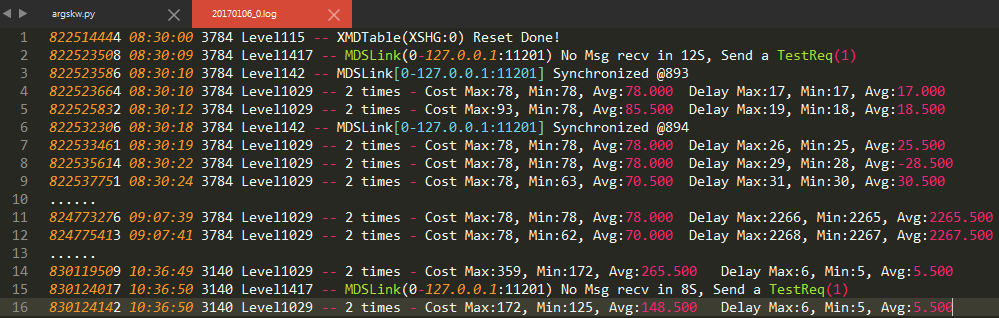 argskw.py
20170106_0.log
1 822514444 08:30:00 3784 Level115 -- XMDTable(XSHG:0) Reset Done!
2 822523508 08:30:09 3784 Level1417 -- MDSLink(0-127.0.0.1:11201) No Msg recv in 12S, Send a TestReq(1)
3 822523586 08:30:10 3784 Level142 -- MDSLink[0-127.0.0.1:11201] Synchronized @893
4 822523664 08:30:10 3784 Level1029 -- 2 times - Cost Max:78, Min:78, Avg:78.000  Delay Max:17, Min:17, Avg:17.000
5 822525832 08:30:12 3784 Level1029 -- 2 times - Cost Max:93, Min:78, Avg:85.500  Delay Max:19, Min:18, Avg:18.500
6 822532306 08:30:18 3784 Level142 -- MDSLink[0-127.0.0.1:11201] Synchronized @894
7 822533461 08:30:19 3784 Level1029 -- 2 times - Cost Max:78, Min:78, Avg:78.000  Delay Max:26, Min:25, Avg:25.500
8 822535614 08:30:22 3784 Level1029 -- 2 times - Cost Max:78, Min:78, Avg:78.000  Delay Max:29, Min:28, Avg:-28.500
9 822537751 08:30:24 3784 Level1029 -- 2 times - Cost Max:78, Min:63, Avg:70.500  Delay Max:31, Min:30, Avg:30.500
10 ......
11 824773276 09:07:39 3784 Level1029 -- 2 times - Cost Max:78, Min:78, Avg:78.000  Delay Max:2266, Min:2265, Avg:2265.500
12 824775413 09:07:41 3784 Level1029 -- 2 times - Cost Max:78, Min:62, Avg:70.000  Delay Max:2268, Min:2267, Avg:2267.500
13 ......
14 830119509 10:36:49 3140 Level1029 -- 2 times - Cost Max:359, Min:172, Avg:265.500   Delay Max:6, Min:5, Avg:5.500
15 830124017 10:36:50 3140 Level1417 -- MDSLink(0-127.0.0.1:11201) No Msg recv in 8S, Send a TestReq(1)
16 830124142 10:36:50 3140 Level1029 -- 2 times - Cost Max:172, Min:125, Avg:148.500   Delay Max:6, Min:5, Avg:5.500